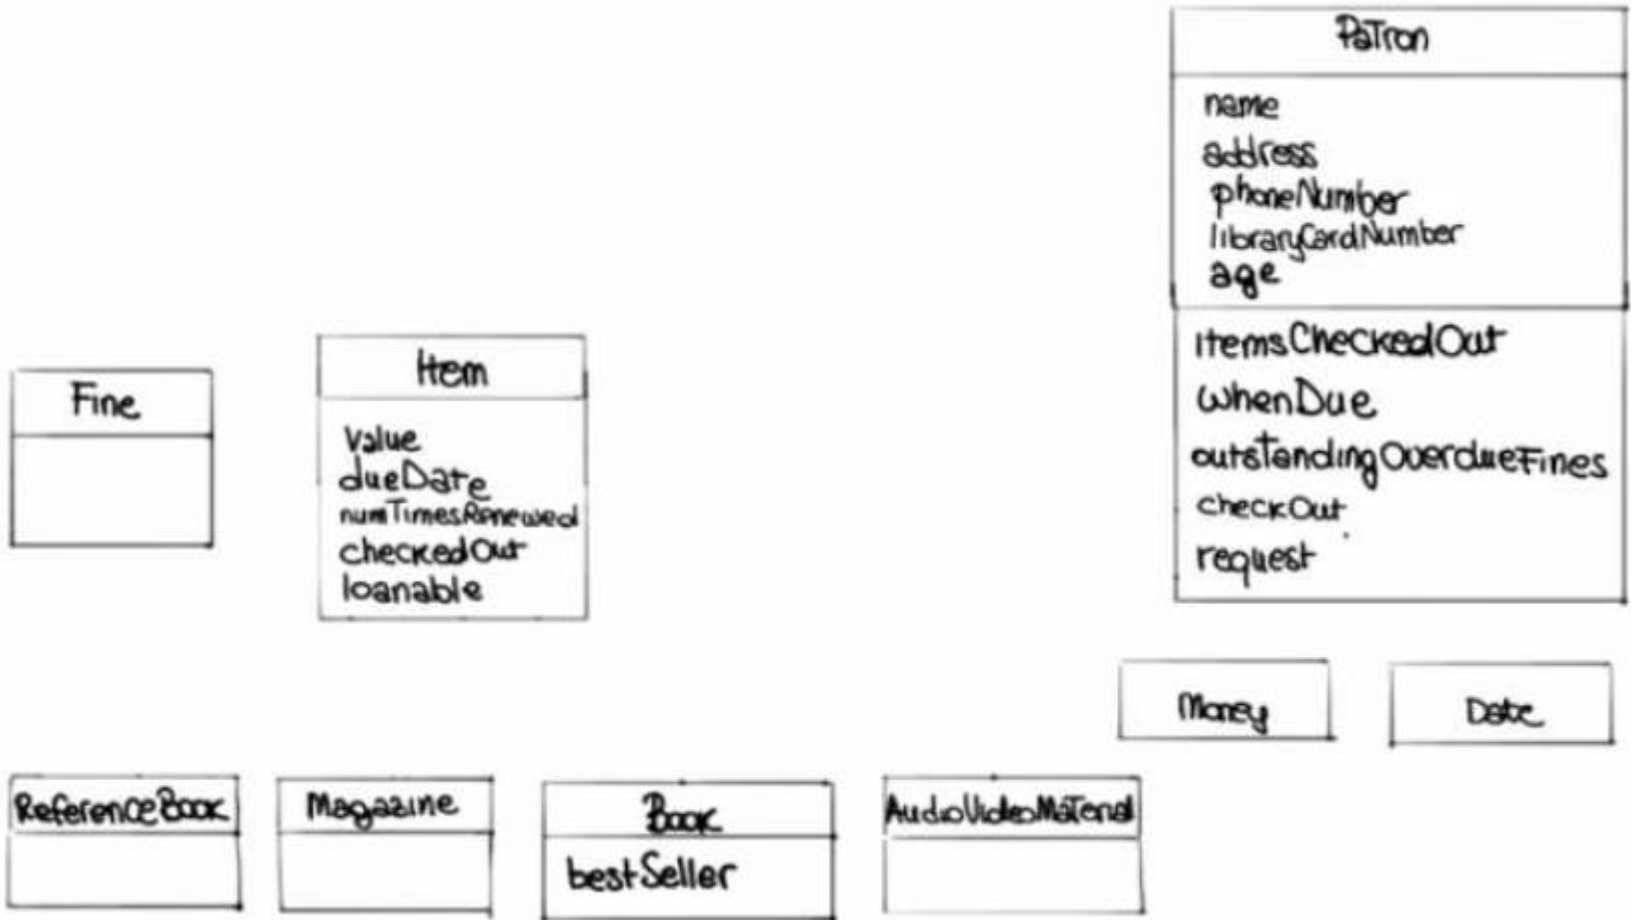 Patron
name
address
phoneNumber
libraryCardNumber
age
itemsCheckedOut
whenDue
outstandingOverdueFines
checkOut
request
Fine
Item
value
dueDate
numTimesRenewed
checkedOut
loanable
Money
Date
ReferenceBook
Magazine
Book
bestSeller
AudioVideoMaterial